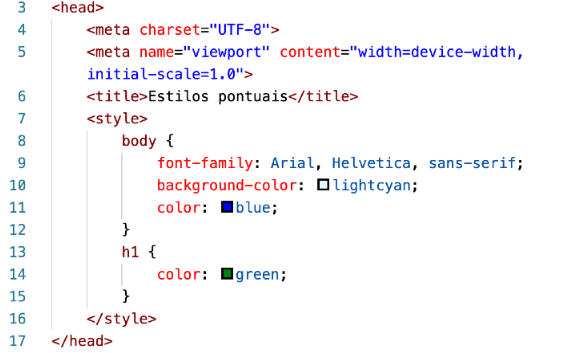 3 <head>
4 <meta charset="UTF-8">
5 <meta name="viewport" content="width=device-width,
initial-scale=1.0">
6 <title>Estilos pontuais</title>
7 <style>
8 body {
9 font-family: Arial, Helvetica, sans-serif;
10 background-color: lightcyan;
11 color: blue;
12 }
13 h1 {
14 color: green;
15 }
16 </style>
17 </head>